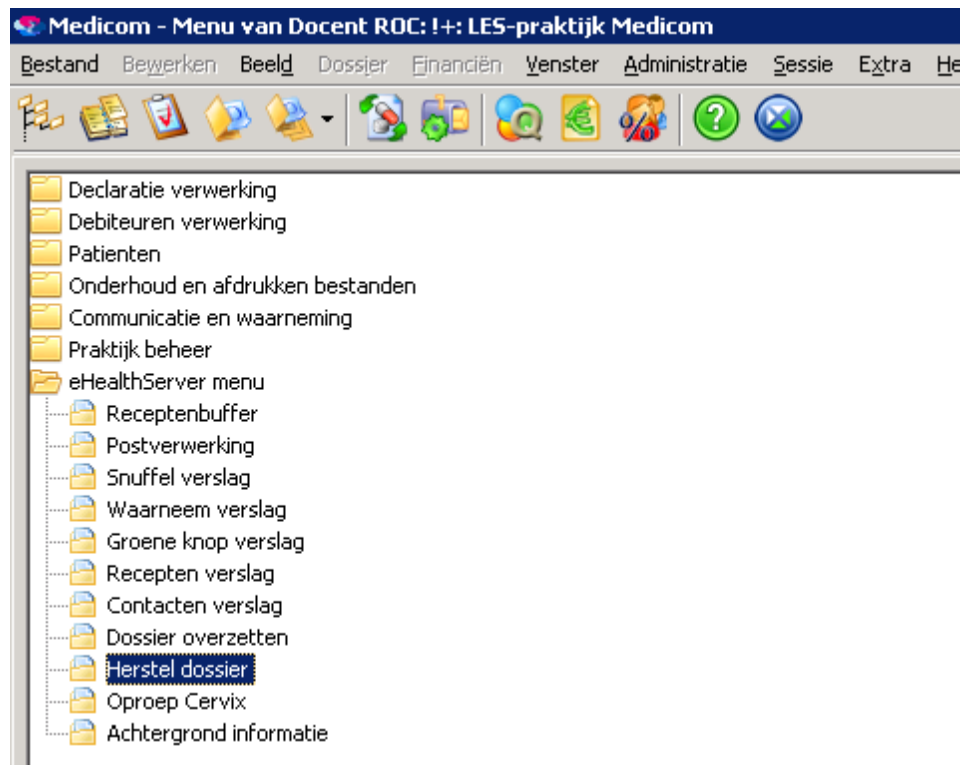 Medicom - Menu van Docent ROC: !+: LES-praktijk Medicom
Bestand Bewerken Beeld Dossier Financiën Venster Administratie Sessie Extra He
Declaratie verwerking
Debiteuren verwerking
Patienten
Onderhoud en afdrukken bestanden
Communicatie en waarneming
Praktijk beheer
eHealthServer menu
Receptenbuffer
Postverwerking
Snuffel verslag
Waarneem verslag
Groene knop verslag
Recepten verslag
Contacten verslag
Dossier overzetten
Herstel dossier
Oproep Cervix
Achtergrond informatie